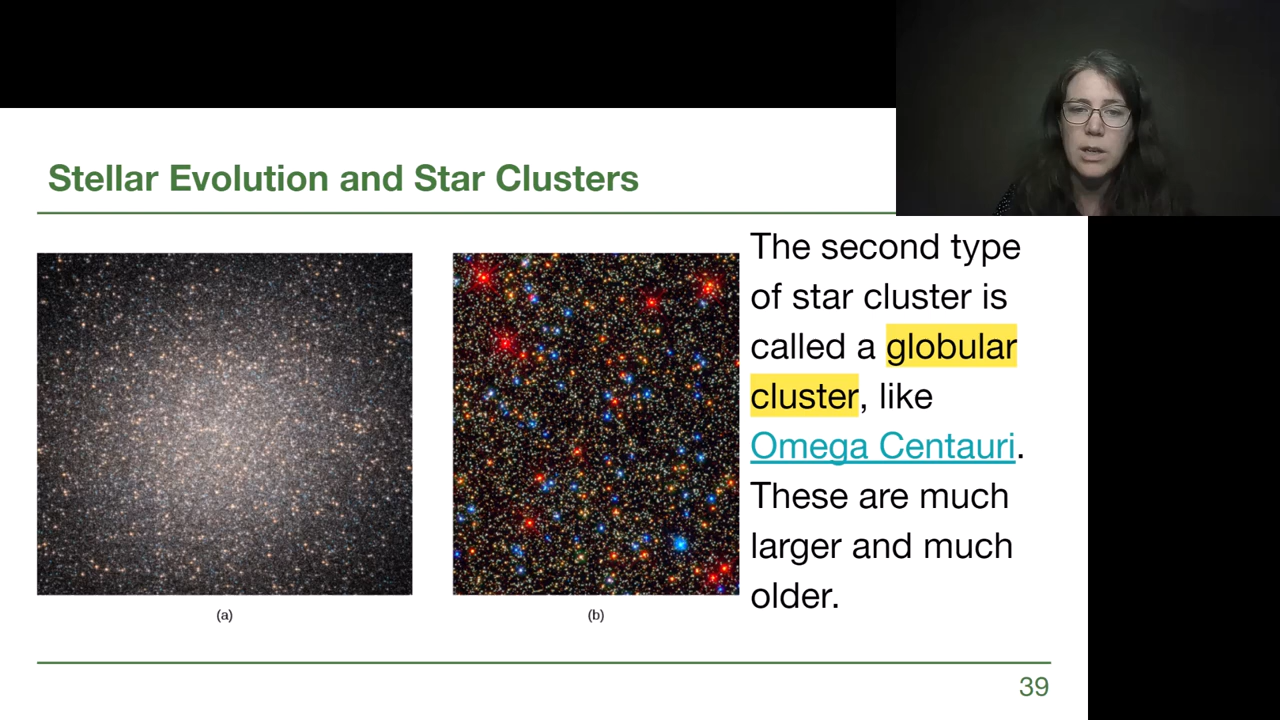 Stellar Evolution and Star Clusters
The second type
of star cluster is
called a globular
cluster, like
Omega Centauri.
These are much
larger and much
older.
(a)
(b)
39